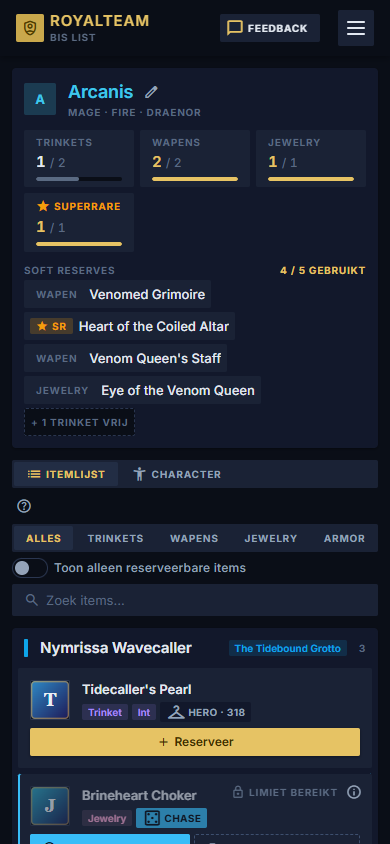 ROYALTEAM
BIS LIST
FEEDBACK
A
Arcanis
MAGE · FIRE · DRAENOR
TRINKETS
1 / 2
WAPENS
2 / 2
JEWELRY
1 / 1
SUPERRARE
1 / 1
SOFT RESERVES
4 / 5 GEBRUIKT
WAPEN Venomed Grimoire
SR Heart of the Coiled Altar
WAPEN Venom Queen's Staff
JEWELRY Eye of the Venom Queen
+ 1 TRINKET VRIJ
ITEMLIJST
CHARACTER
ALLES
TRINKETS
WAPENS
JEWELRY
ARMOR
Toon alleen reserveerbare items
Zoek items...
Nymrissa Wavecaller
The Tidebound Grotto
3
T
Tidecaller's Pearl
Trinket
Int
HERO · 318
+ Reserveer
J
Brineheart Choker
LIMIET BEREIKT
Jewelry
CHASE